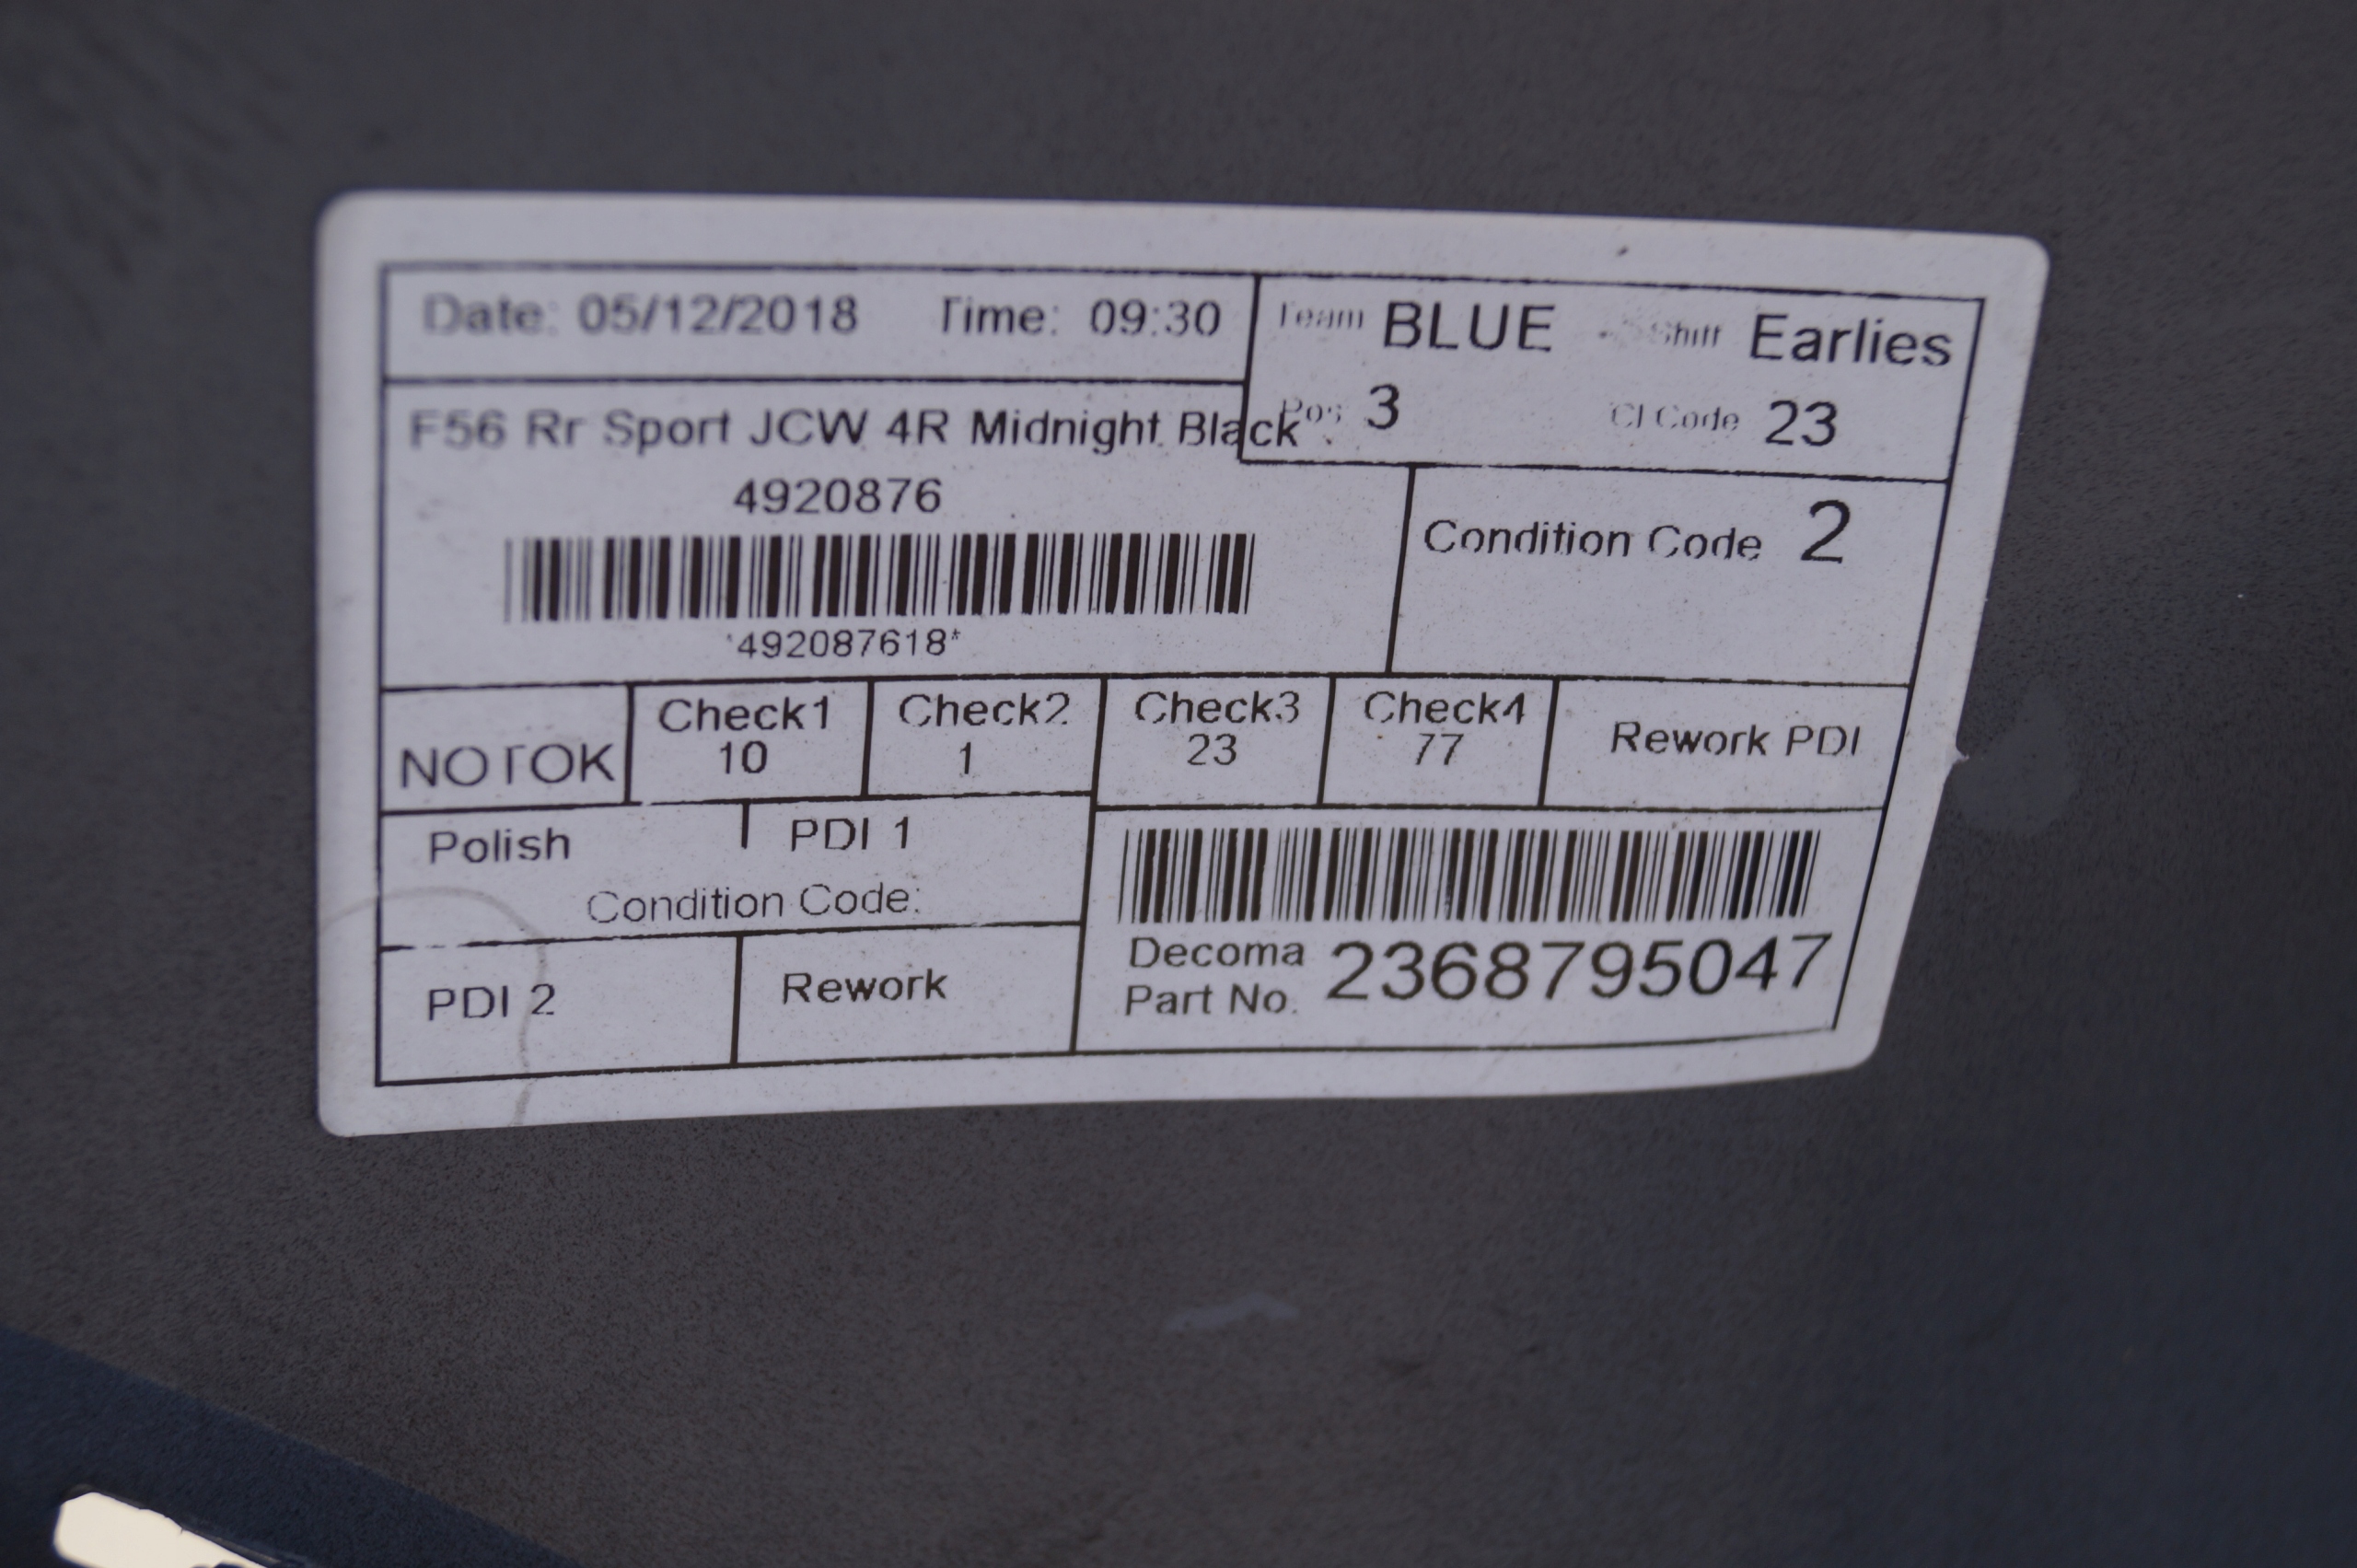 Date: 05/12/2018 Time: 09:30
Team BLUE Shift Earlies
Pos 3 CI Code 23
F56 Rr Sport JCW 4R Midnight Black
4920876
*492087618*
Condition Code 2
NOTOK
Check1
10
Check2
1
Check3
23
Check4
77
Rework PDI
Polish PDI 1
Condition Code:
PDI 2 Rework
Decoma
Part No. 2368795047